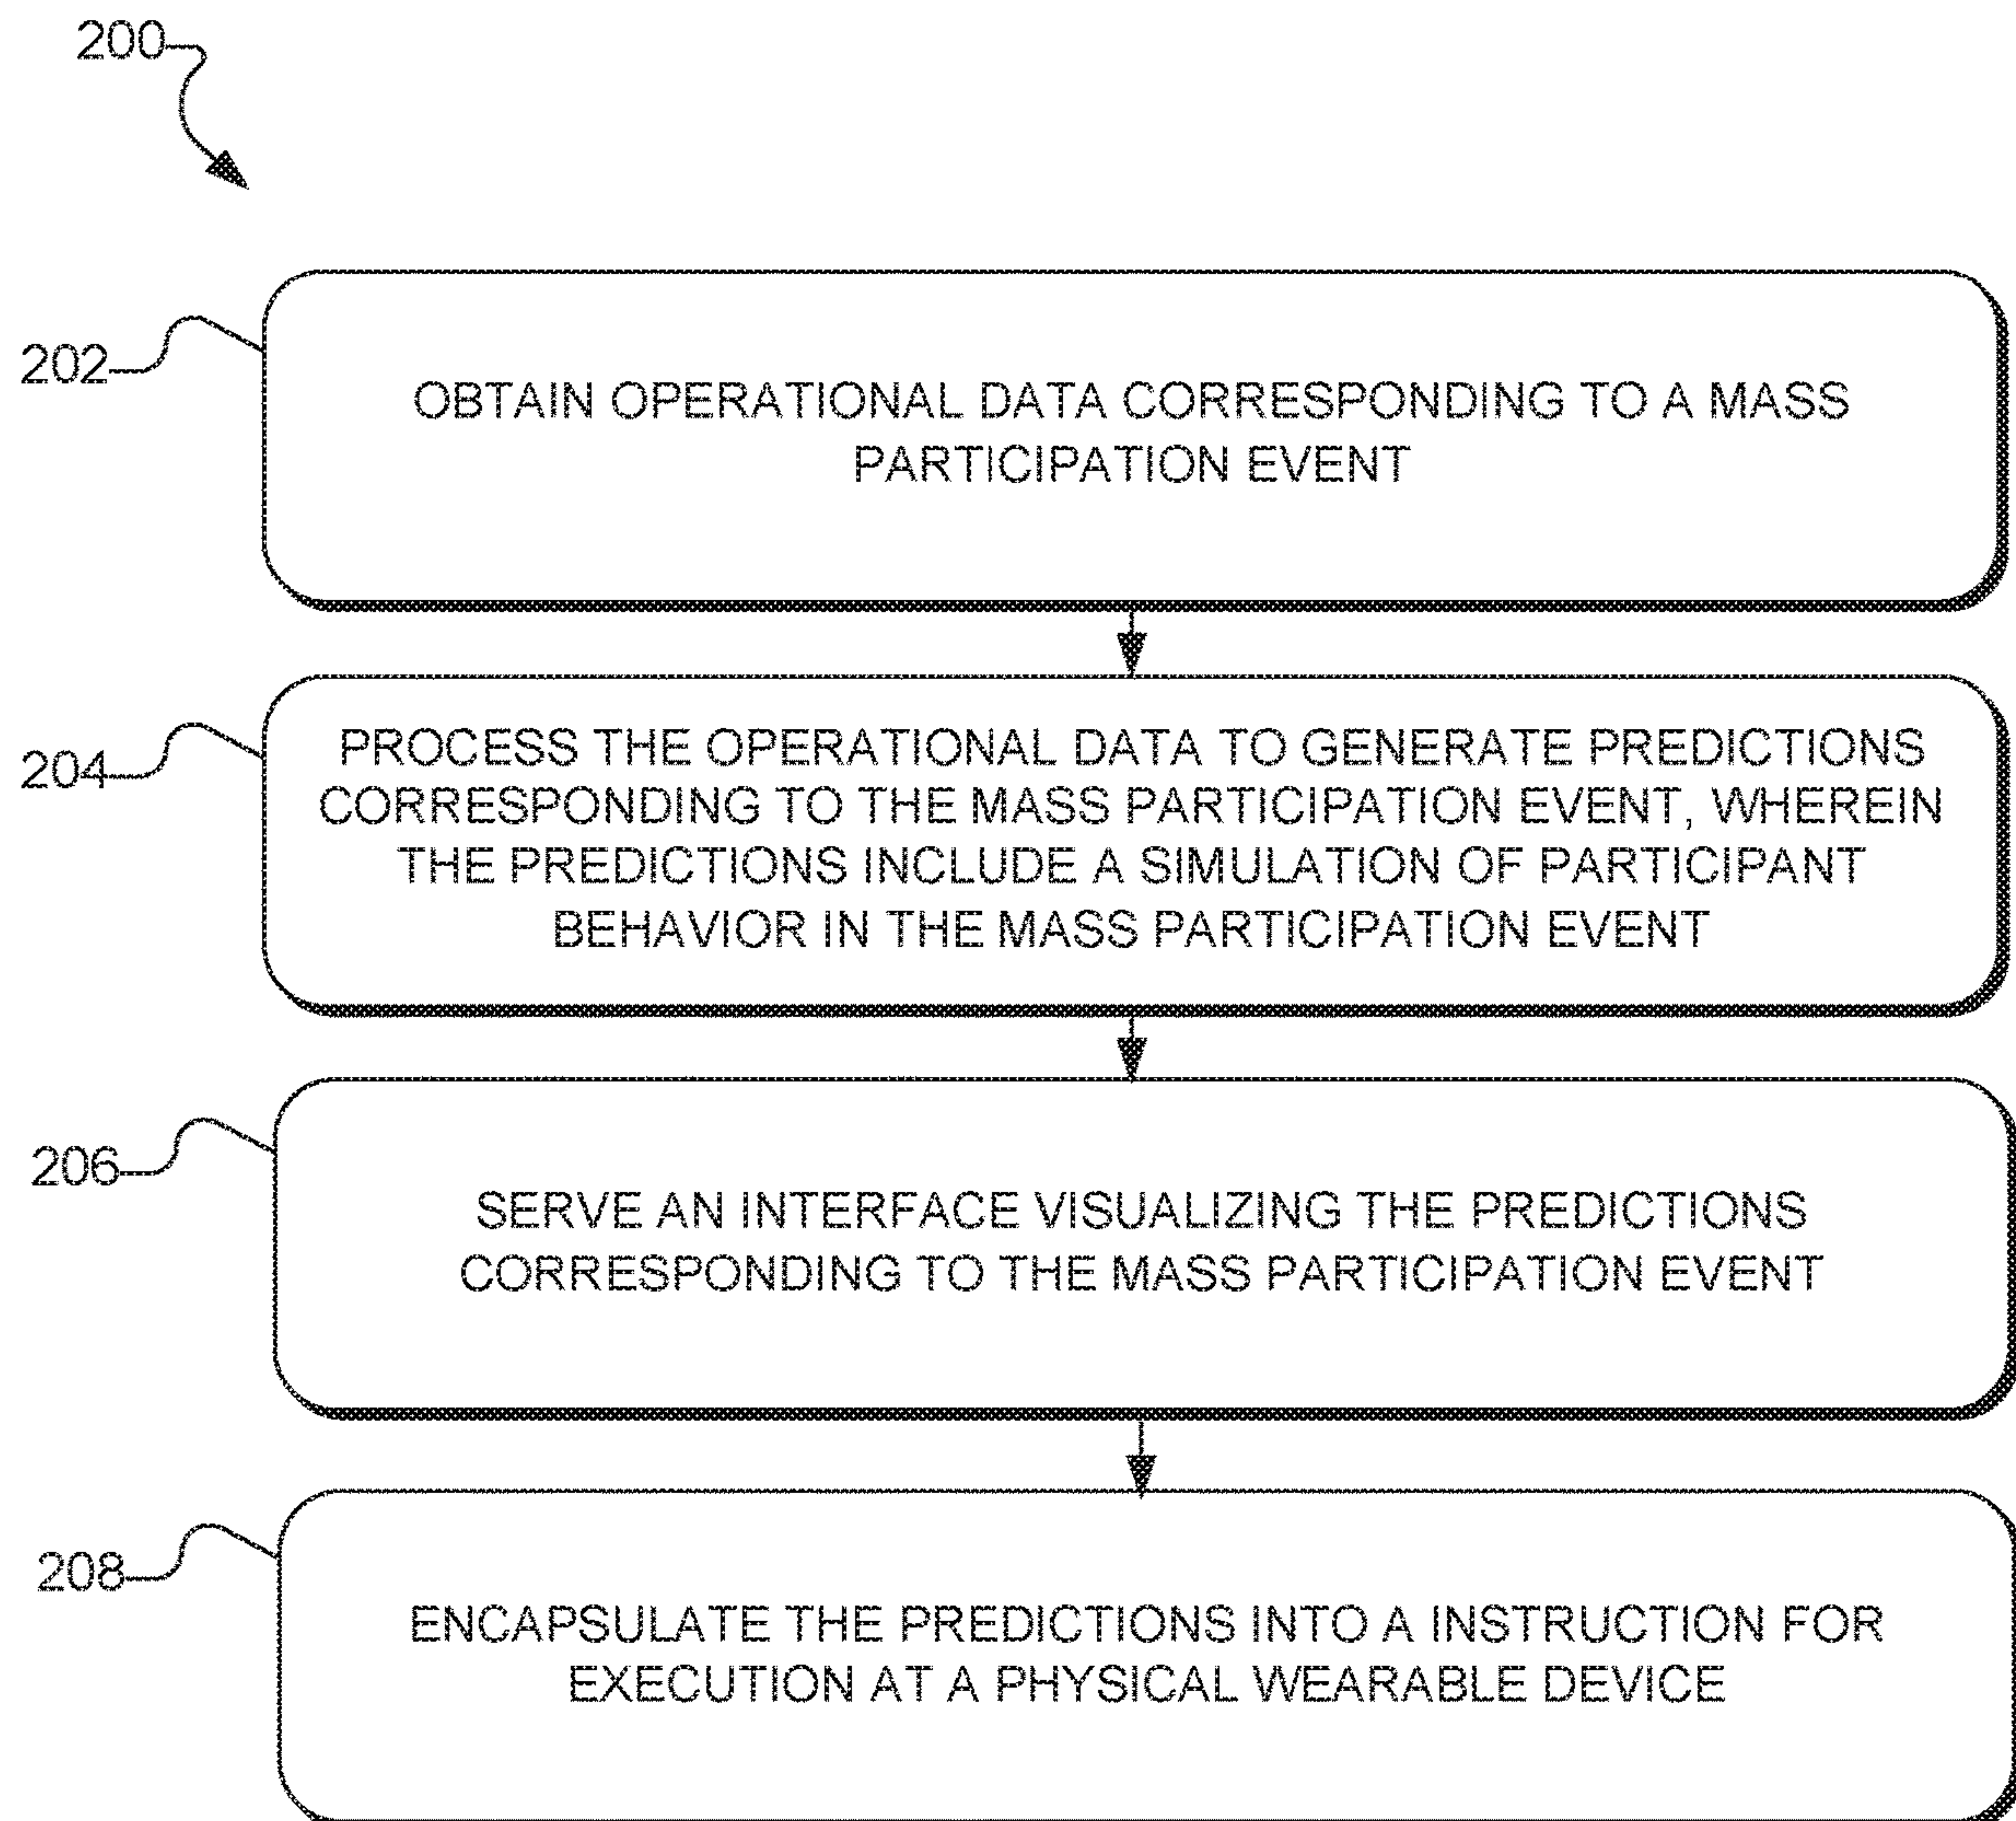 200
202
OBTAIN OPERATIONAL DATA CORRESPONDING TO A MASS
PARTICIPATION EVENT
204
PROCESS THE OPERATIONAL DATA TO GENERATE PREDICTIONS
CORRESPONDING TO THE MASS PARTICIPATION EVENT, WHEREIN
THE PREDICTIONS INCLUDE A SIMULATION OF PARTICIPANT
BEHAVIOR IN THE MASS PARTICIPATION EVENT
206
SERVE AN INTERFACE VISUALIZING THE PREDICTIONS
CORRESPONDING TO THE MASS PARTICIPATION EVENT
208
ENCAPSULATE THE PREDICTIONS INTO A INSTRUCTION FOR
EXECUTION AT A PHYSICAL WEARABLE DEVICE